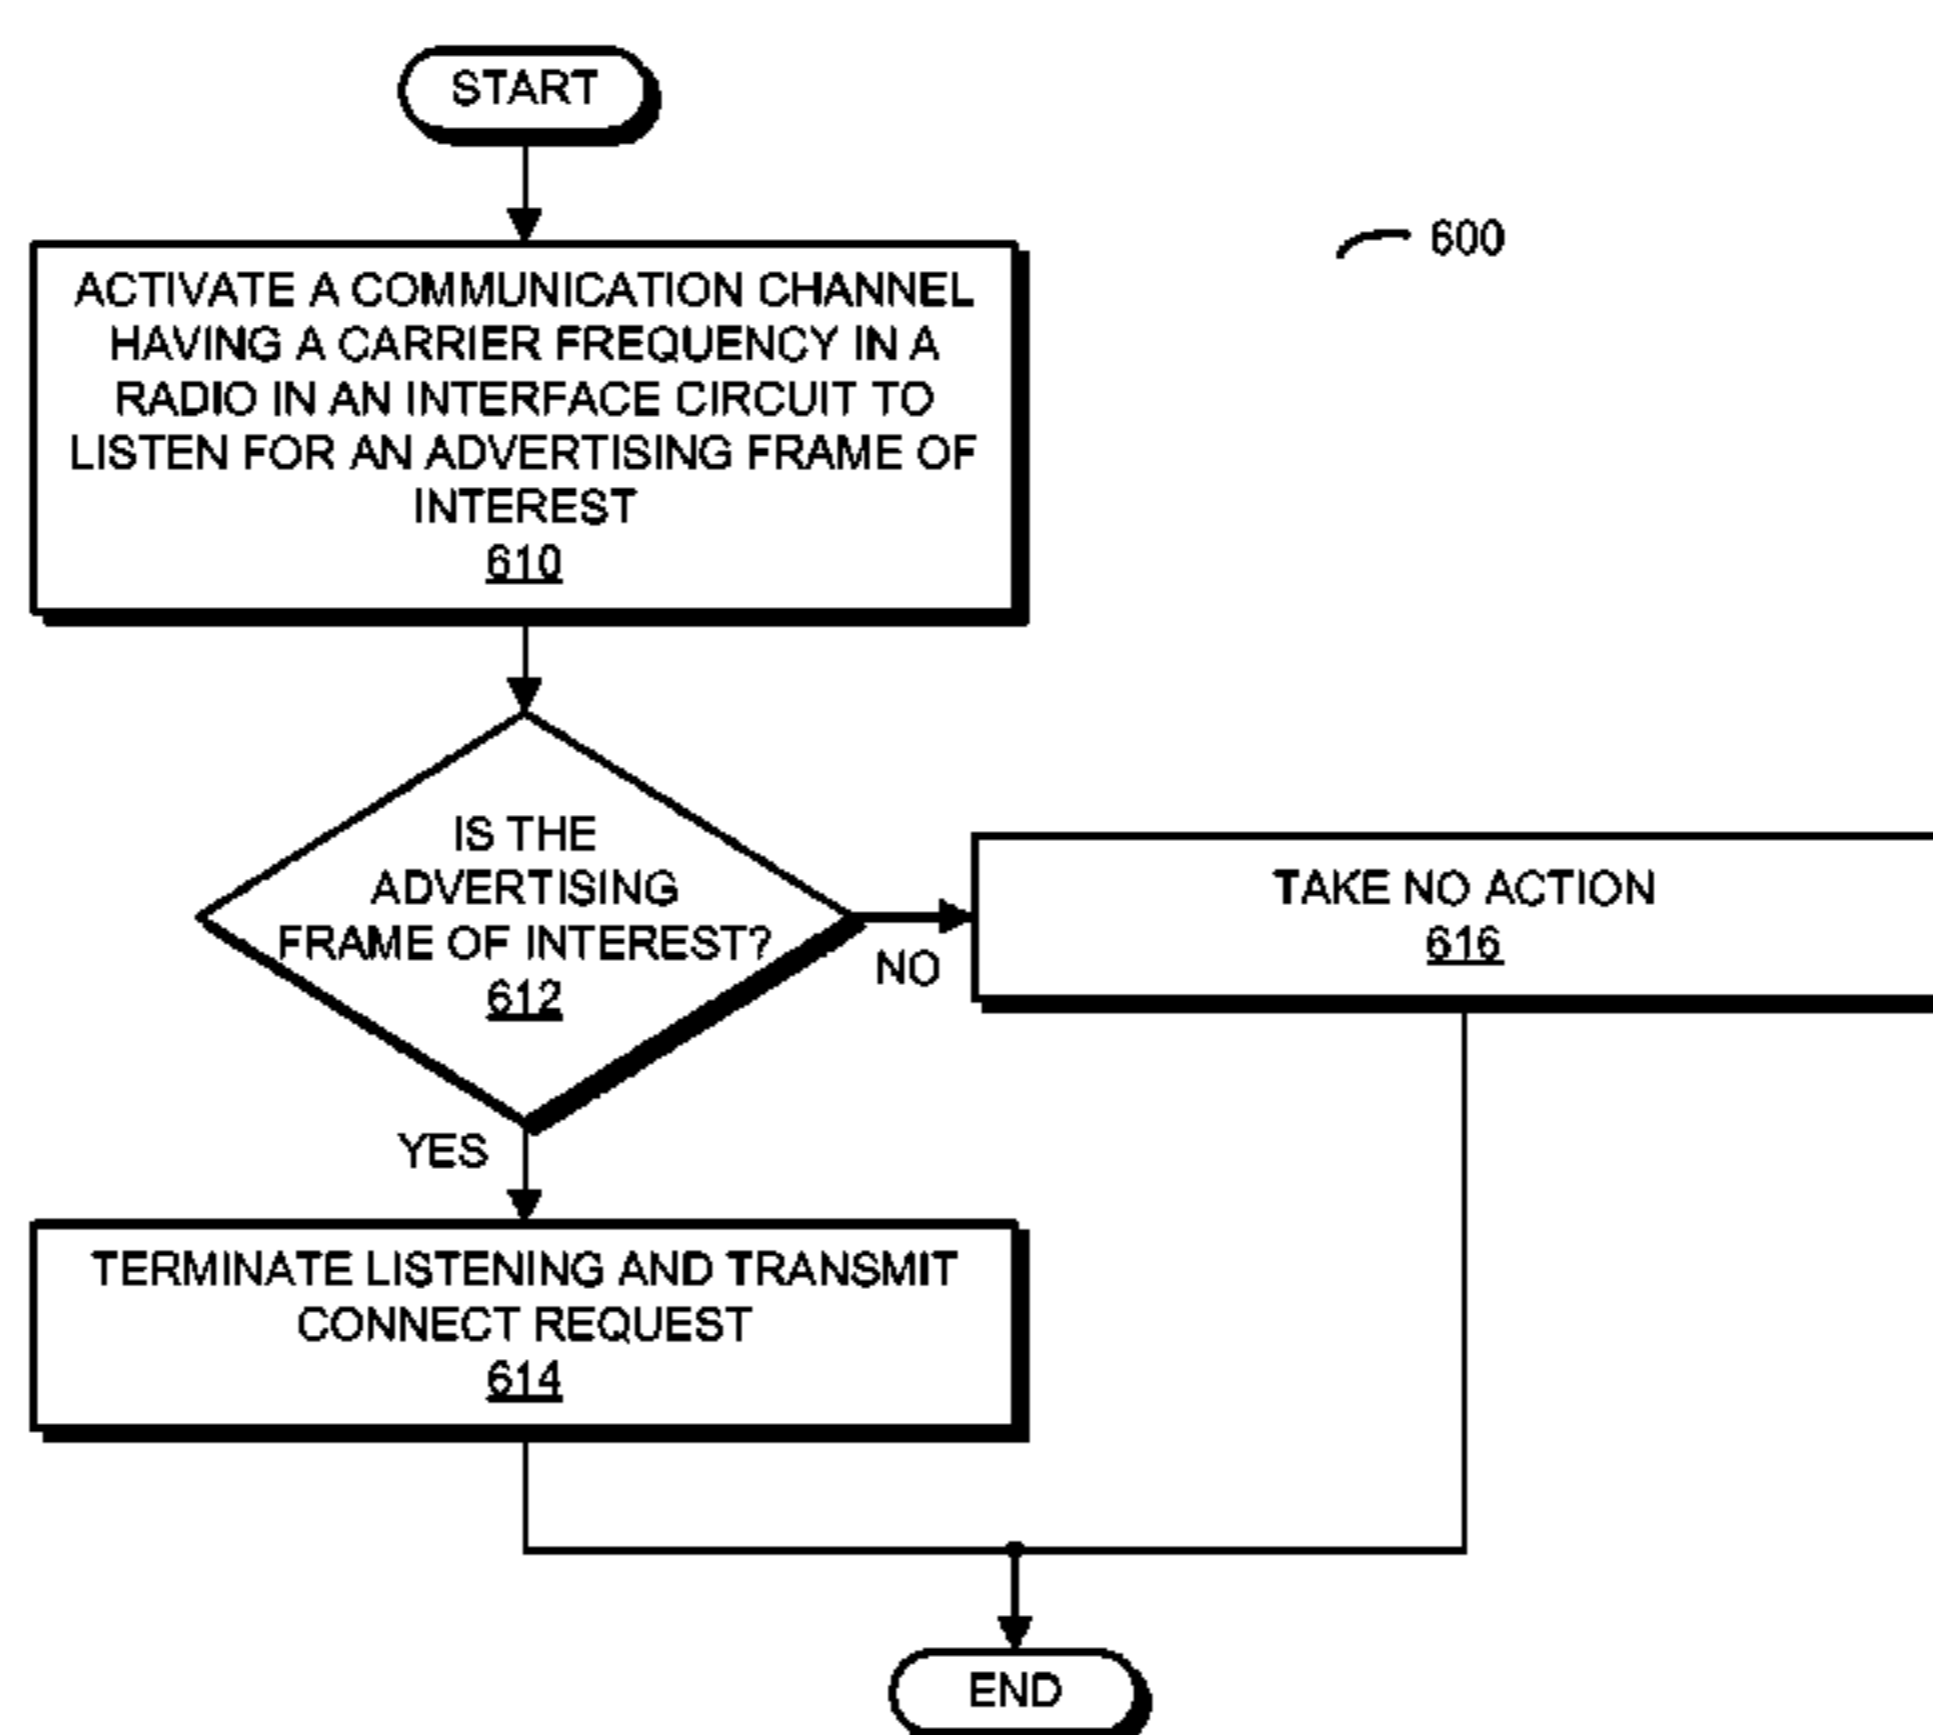 START
600
ACTIVATE A COMMUNICATION CHANNEL
HAVING A CARRIER FREQUENCY IN A
RADIO IN AN INTERFACE CIRCUIT TO
LISTEN FOR AN ADVERTISING FRAME OF
INTEREST
610
IS THE
ADVERTISING
FRAME OF INTEREST?
612
NO
TAKE NO ACTION
616
YES
TERMINATE LISTENING AND TRANSMIT
CONNECT REQUEST
614
END